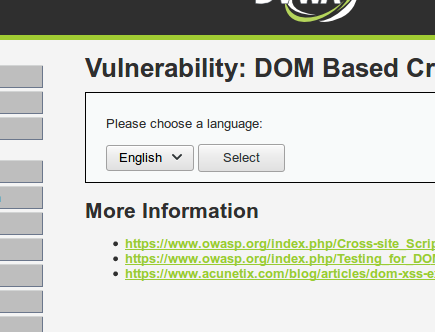 Vulnerability: DOM Based Cr
Please choose a language:
English
Select
More Information
https://www.owasp.org/index.php/Cross-site_Scrip
https://www.owasp.org/index.php/Testing_for_DOM
https://www.acunetix.com/blog/articles/dom-xss-e